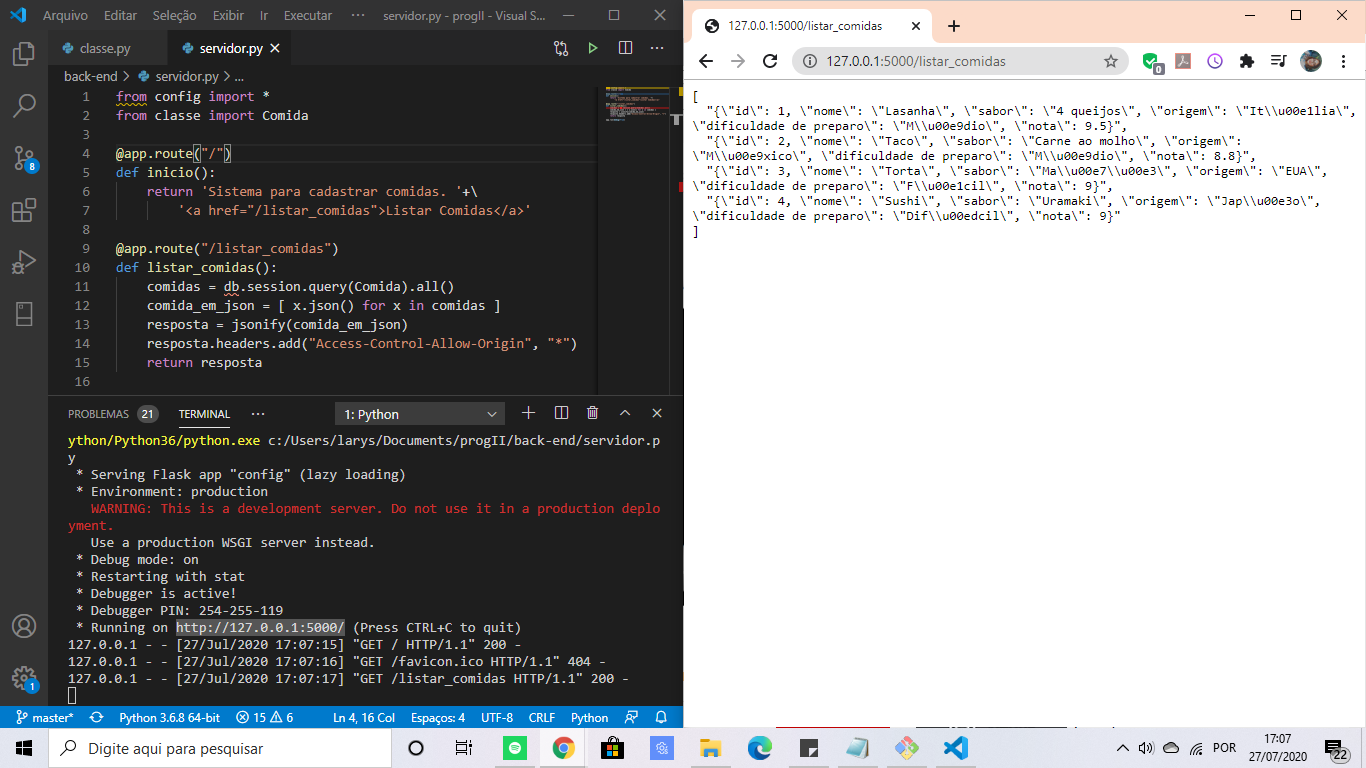 Arquivo Editar Seleção Exibir Ir Executar ··· servidor.py - progII - Visual S...
classe.py servidor.py
back-end > servidor.py > ...
1 from config import *
2 from classe import Comida
3
4 @app.route("/")
5 def inicio():
6 return 'Sistema para cadastrar comidas. '+\
7 '<a href="/listar_comidas">Listar Comidas</a>'
8
9 @app.route("/listar_comidas")
10 def listar_comidas():
11 comidas = db.session.query(Comida).all()
12 comida_em_json = [ x.json() for x in comidas ]
13 resposta = jsonify(comida_em_json)
14 resposta.headers.add("Access-Control-Allow-Origin", "*")
15 return resposta
16
8
1
PROBLEMAS 21 TERMINAL ··· 1: Python
ython/Python36/python.exe c:/Users/larys/Documents/progII/back-end/servidor.p
y
* Serving Flask app "config" (lazy loading)
* Environment: production
WARNING: This is a development server. Do not use it in a production deplo
yment.
Use a production WSGI server instead.
* Debug mode: on
* Restarting with stat
* Debugger is active!
* Debugger PIN: 254-255-119
* Running on http://127.0.0.1:5000/ (Press CTRL+C to quit)
127.0.0.1 - - [27/Jul/2020 17:07:15] "GET / HTTP/1.1" 200 -
127.0.0.1 - - [27/Jul/2020 17:07:16] "GET /favicon.ico HTTP/1.1" 404 -
127.0.0.1 - - [27/Jul/2020 17:07:17] "GET /listar_comidas HTTP/1.1" 200 -
master* Python 3.6.8 64-bit 15 6 Ln 4, 16 Col Espaços: 4 UTF-8 CRLF Python
127.0.0.1:5000/listar_comidas
127.0.0.1:5000/listar_comidas
0
[
"{\"id\": 1, \"nome\": \"Lasanha\", \"sabor\": \"4 queijos\", \"origem\": \"It\\u00e1lia\",
\"dificuldade de preparo\": \"M\\u00e9dio\", \"nota\": 9.5}",
"{\"id\": 2, \"nome\": \"Taco\", \"sabor\": \"Carne ao molho\", \"origem\":
\"M\\u00e9xico\", \"dificuldade de preparo\": \"M\\u00e9dio\", \"nota\": 8.8}",
"{\"id\": 3, \"nome\": \"Torta\", \"sabor\": \"Ma\\u00e7\\u00e3\", \"origem\": \"EUA\",
\"dificuldade de preparo\": \"F\\u00e1cil\", \"nota\": 9}",
"{\"id\": 4, \"nome\": \"Sushi\", \"sabor\": \"Uramaki\", \"origem\": \"Jap\\u00e3o\",
\"dificuldade de preparo\": \"Dif\\u00edcil\", \"nota\": 9}"
]
Digite aqui para pesquisar
POR
17:07
27/07/2020
22